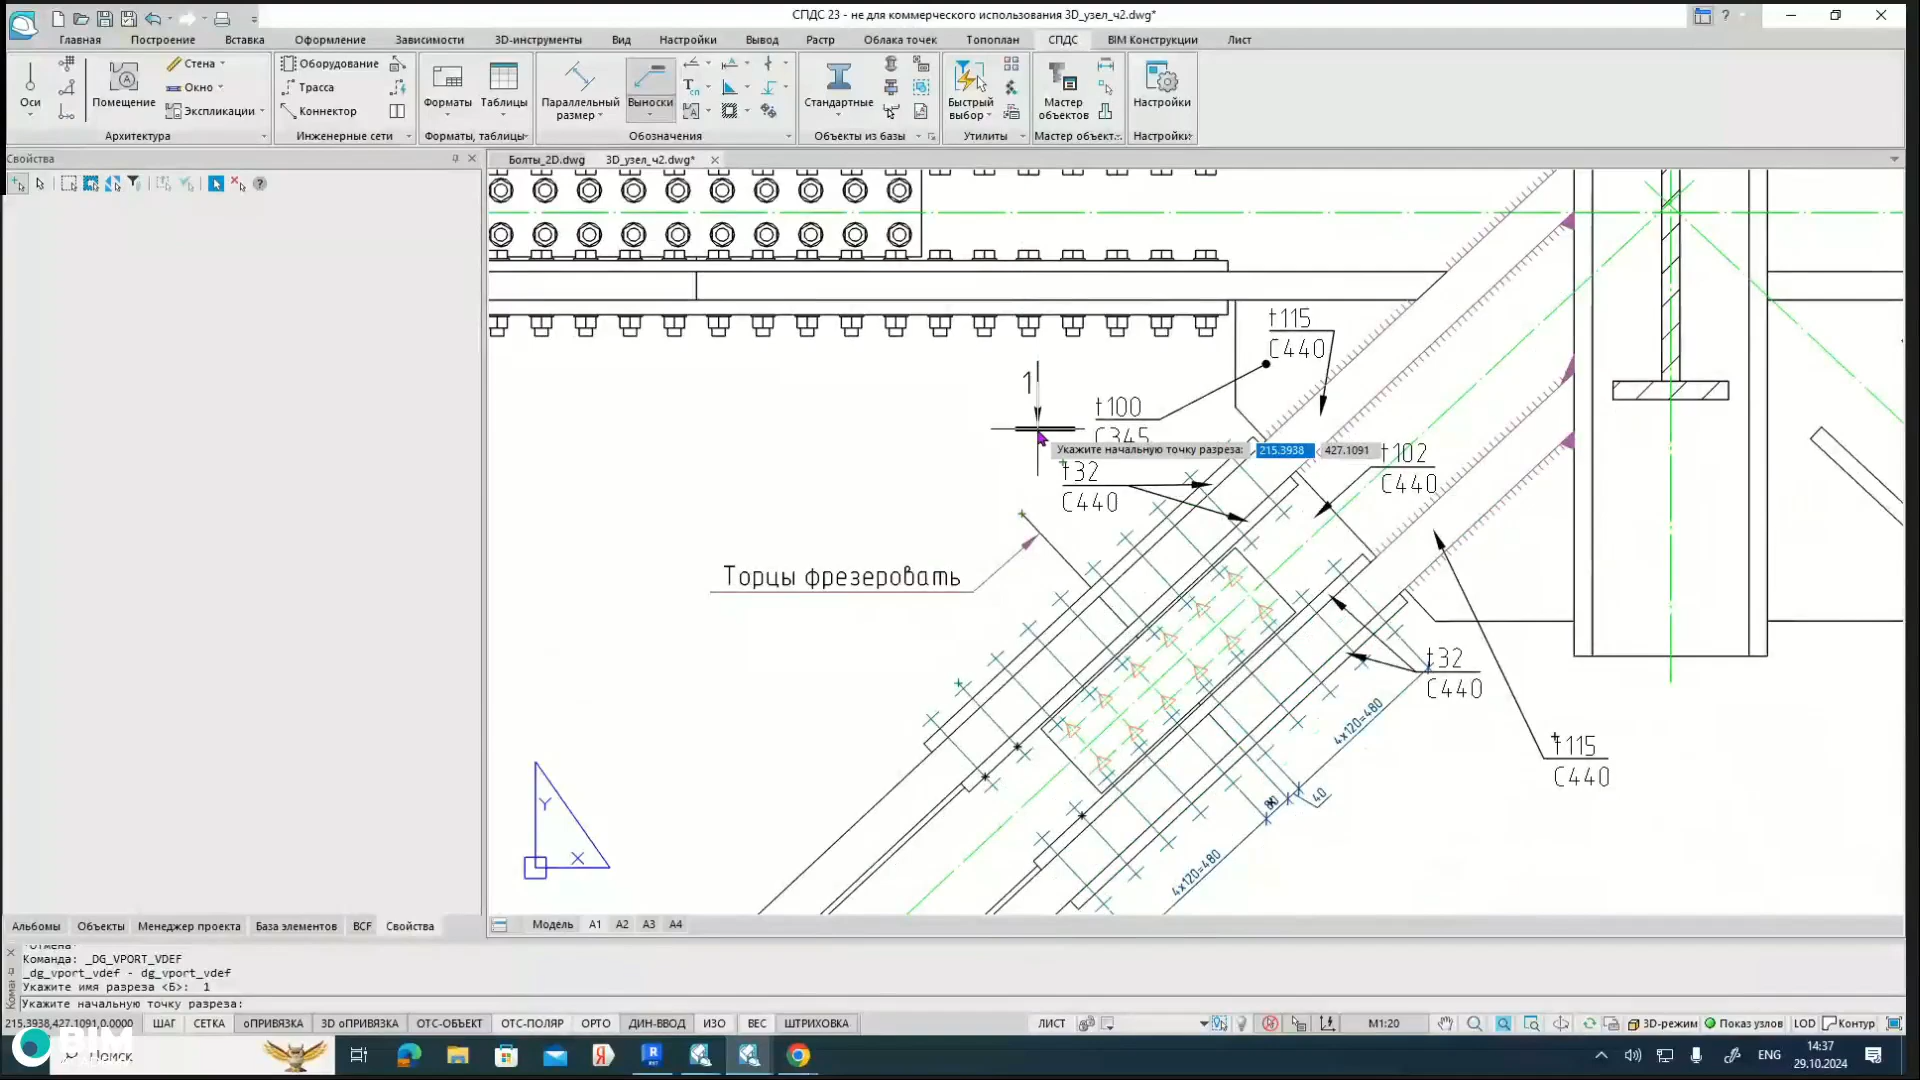 СПДС 23 - не для коммерческого использования 3D_узел_ч2.dwg*
Главная Построение Вставка Оформление Зависимости 3D-инструменты Вид Настройки Вывод Растр Облака точек Топоплан СПДС BIM Конструкции Лист
Оси
Помещение
Стена
Окно
Экспликации
Оборудование
Трасса
Коннектор
Форматы
Таблицы
Параллельный размер
Выноски
Стандартные
Быстрый выбор
Мастер объектов
Настройки
Архитектура Инженерные сети Форматы, таблицы Обозначения Объекты из базы Утилиты Мастер объект... Настройки
Свойства
Болты_2D.dwg 3D_узел_ч2.dwg*
t115
C440
1
t100
C345
Укажите начальную точку разреза: 215.3938 427.1091
t102
C440
t32
C440
Торцы фрезеровать
t32
C440
4x120=480
t115
C440
80
40
4x120=480
Y
X
Альбомы Объекты Менеджер проекта База элементов BCF Свойства
Модель A1 A2 A3 A4
*Отмена*
Команда: _DG_VPORT_VDEF
_dg_vport_vdef - dg_vport_vdef
Укажите имя разреза <Б>: 1
Укажите начальную точку разреза:
215.3938,427.1091,0.0000 ШАГ СЕТКА оПРИВЯЗКА 3D оПРИВЯЗКА ОТС-ОБЪЕКТ ОТС-ПОЛЯР ОРТО ДИН-ВВОД ИЗО ВЕС ШТРИХОВКА ЛИСТ М1:20 3D-режим Показ узлов LOD Контур
BIM
Поиск
ENG
14:37
29.10.2024